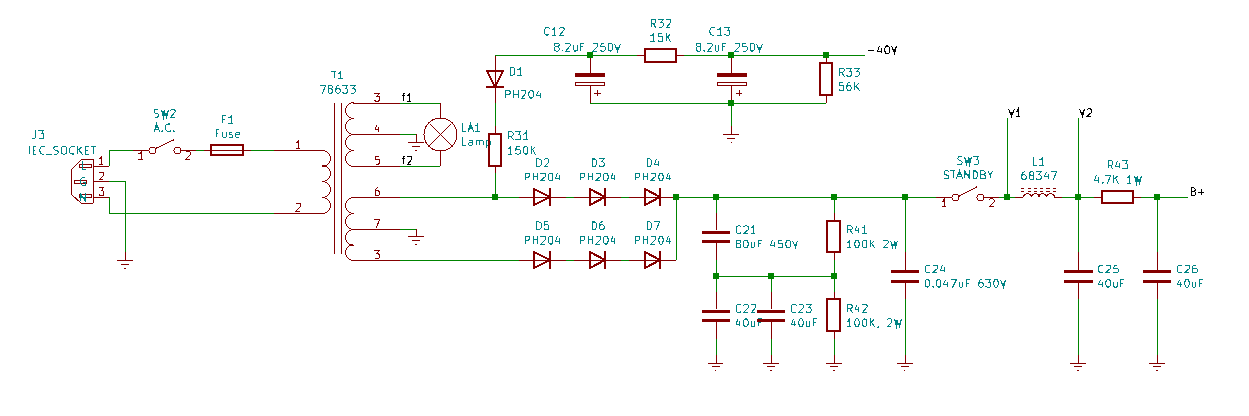 C12
8.2uF 250V
R32
15K
C13
8.2uF 250V
-40V
D1
PH204
R33
56K
T1
78633
3
f1
4
LA1
Lamp
5
f2
SW2
A.C.
1
2
F1
Fuse
1
2
J3
IEC_SOCKET
L
G
N
1
2
3
R31
150K
6
7
3
D2
PH204
D3
PH204
D4
PH204
D5
PH204
D6
PH204
D7
PH204
C21
80uF 450V
R41
100K 2W
C22
40uF
C23
40uF
R42
100K, 2W
C24
0.047uF 630V
SW3
STANDBY
1
2
V1
L1
68347
V2
R43
4.7K 1W
B+
C25
40uF
C26
40uF